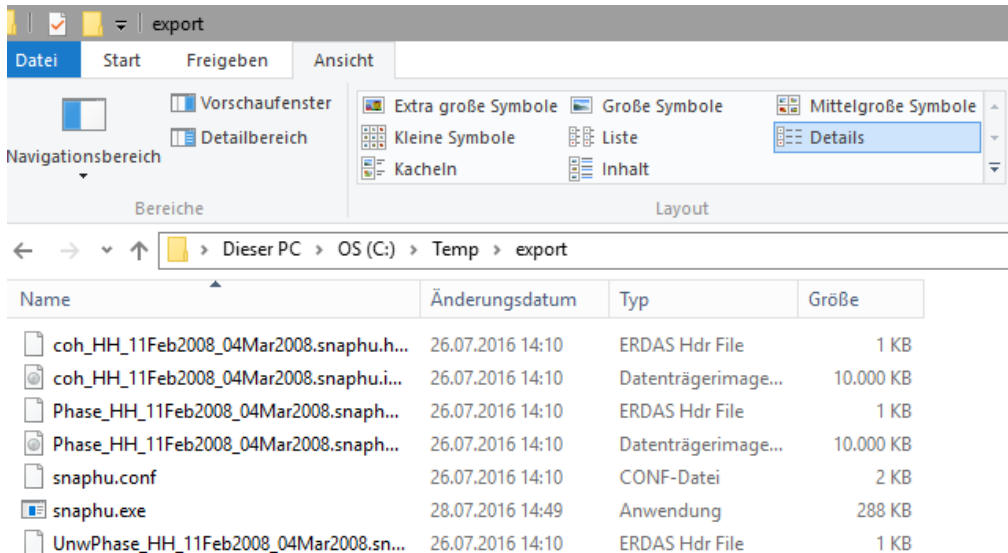 export
Datei Start Freigeben Ansicht
Navigationsbereich
Vorschaufenster
Detailbereich
Extra große Symbole Große Symbole Mittelgroße Symbole
Kleine Symbole Liste Details
Kacheln Inhalt
Bereiche Layout
Dieser PC OS (C:) Temp export
Name Änderungsdatum Typ Größe
coh_HH_11Feb2008_04Mar2008.snaphu.h... 26.07.2016 14:10 ERDAS Hdr File 1 KB
coh_HH_11Feb2008_04Mar2008.snaphu.i... 26.07.2016 14:10 Datenträgerimage... 10.000 KB
Phase_HH_11Feb2008_04Mar2008.snaph... 26.07.2016 14:10 ERDAS Hdr File 1 KB
Phase_HH_11Feb2008_04Mar2008.snaph... 26.07.2016 14:10 Datenträgerimage... 10.000 KB
snaphu.conf 26.07.2016 14:10 CONF-Datei 2 KB
snaphu.exe 28.07.2016 14:49 Anwendung 288 KB
UnwPhase_HH_11Feb2008_04Mar2008.sn... 26.07.2016 14:10 ERDAS Hdr File 1 KB